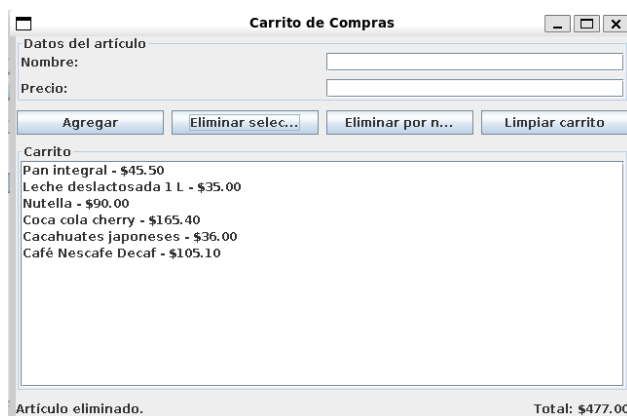 Carrito de Compras
Datos del artículo
Nombre:
Precio:
Agregar Eliminar selec... Eliminar por n... Limpiar carrito
Carrito
Pan integral - $45.50
Leche deslactosada 1 L - $35.00
Nutella - $90.00
Coca cola cherry - $165.40
Cacahuates japoneses - $36.00
Café Nescafe Decaf - $105.10
Artículo eliminado. Total: $477.00